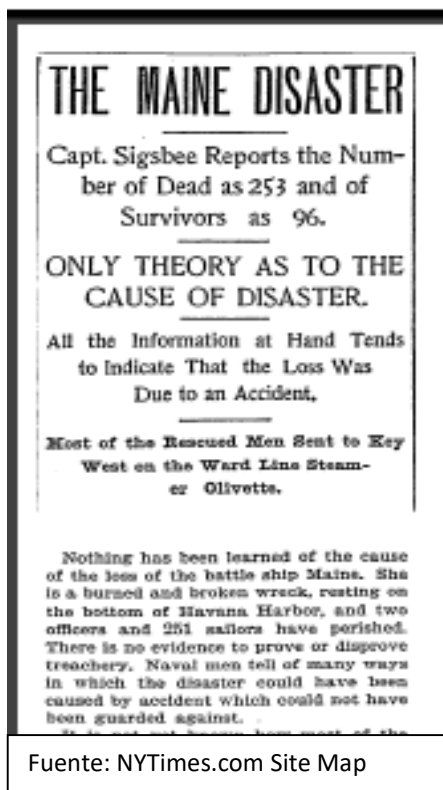 THE MAINE DISASTER
Capt. Sigsbee Reports the Num-
ber of Dead as 253 and of
Survivors as 96.
ONLY THEORY AS TO THE
CAUSE OF DISASTER.
All the Information at Hand Tends
to Indicate That the Loss Was
Due to an Accident.
Most of the Rescued Men Sent to Key
West on the Ward Line Steam-
er Olivette.
Nothing has been learned of the cause
of the loss of the battle ship Maine. She
is a burned and broken wreck, resting on
the bottom of Havana Harbor, and two
officers and 251 sailors have perished.
There is no evidence to prove or disprove
treachery. Naval men tell of many ways
in which the disaster could have been
caused by accident which could not have
been guarded against.
Fuente: NYTimes.com Site Map